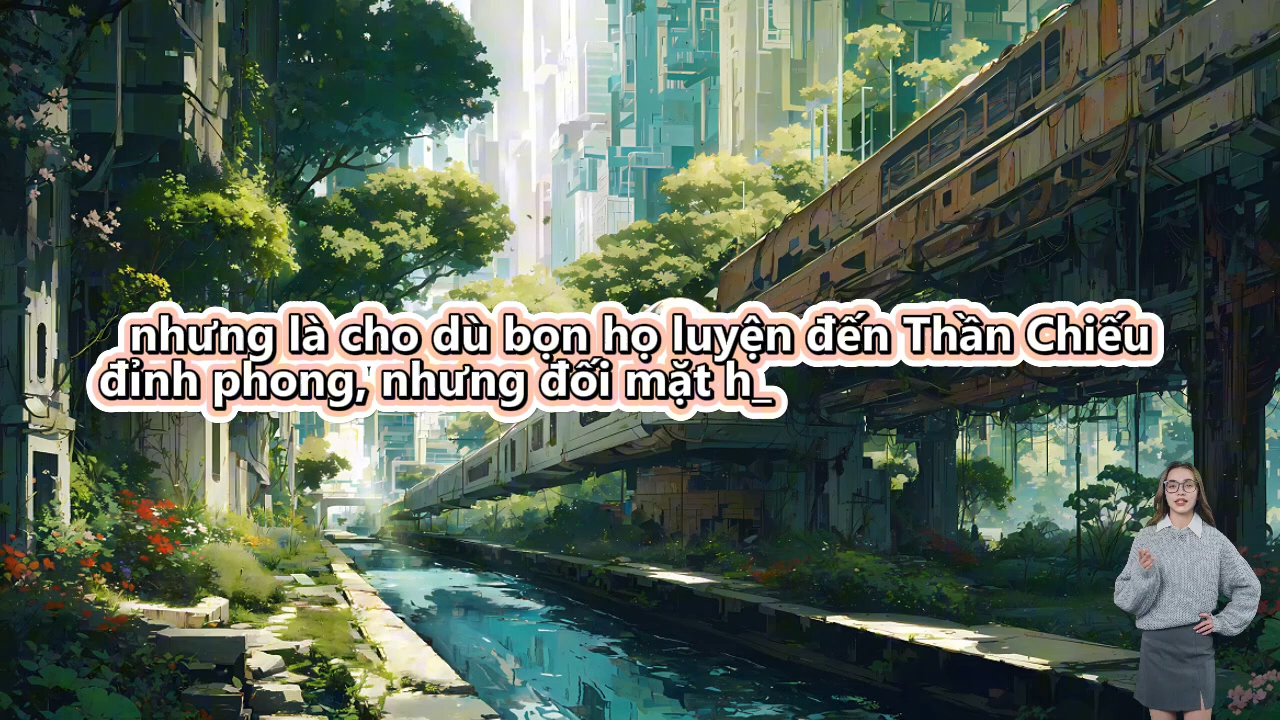 nhưng là cho dù bọn họ luyện đến Thần Chiếu
đỉnh phong, nhưng đối mặt h_